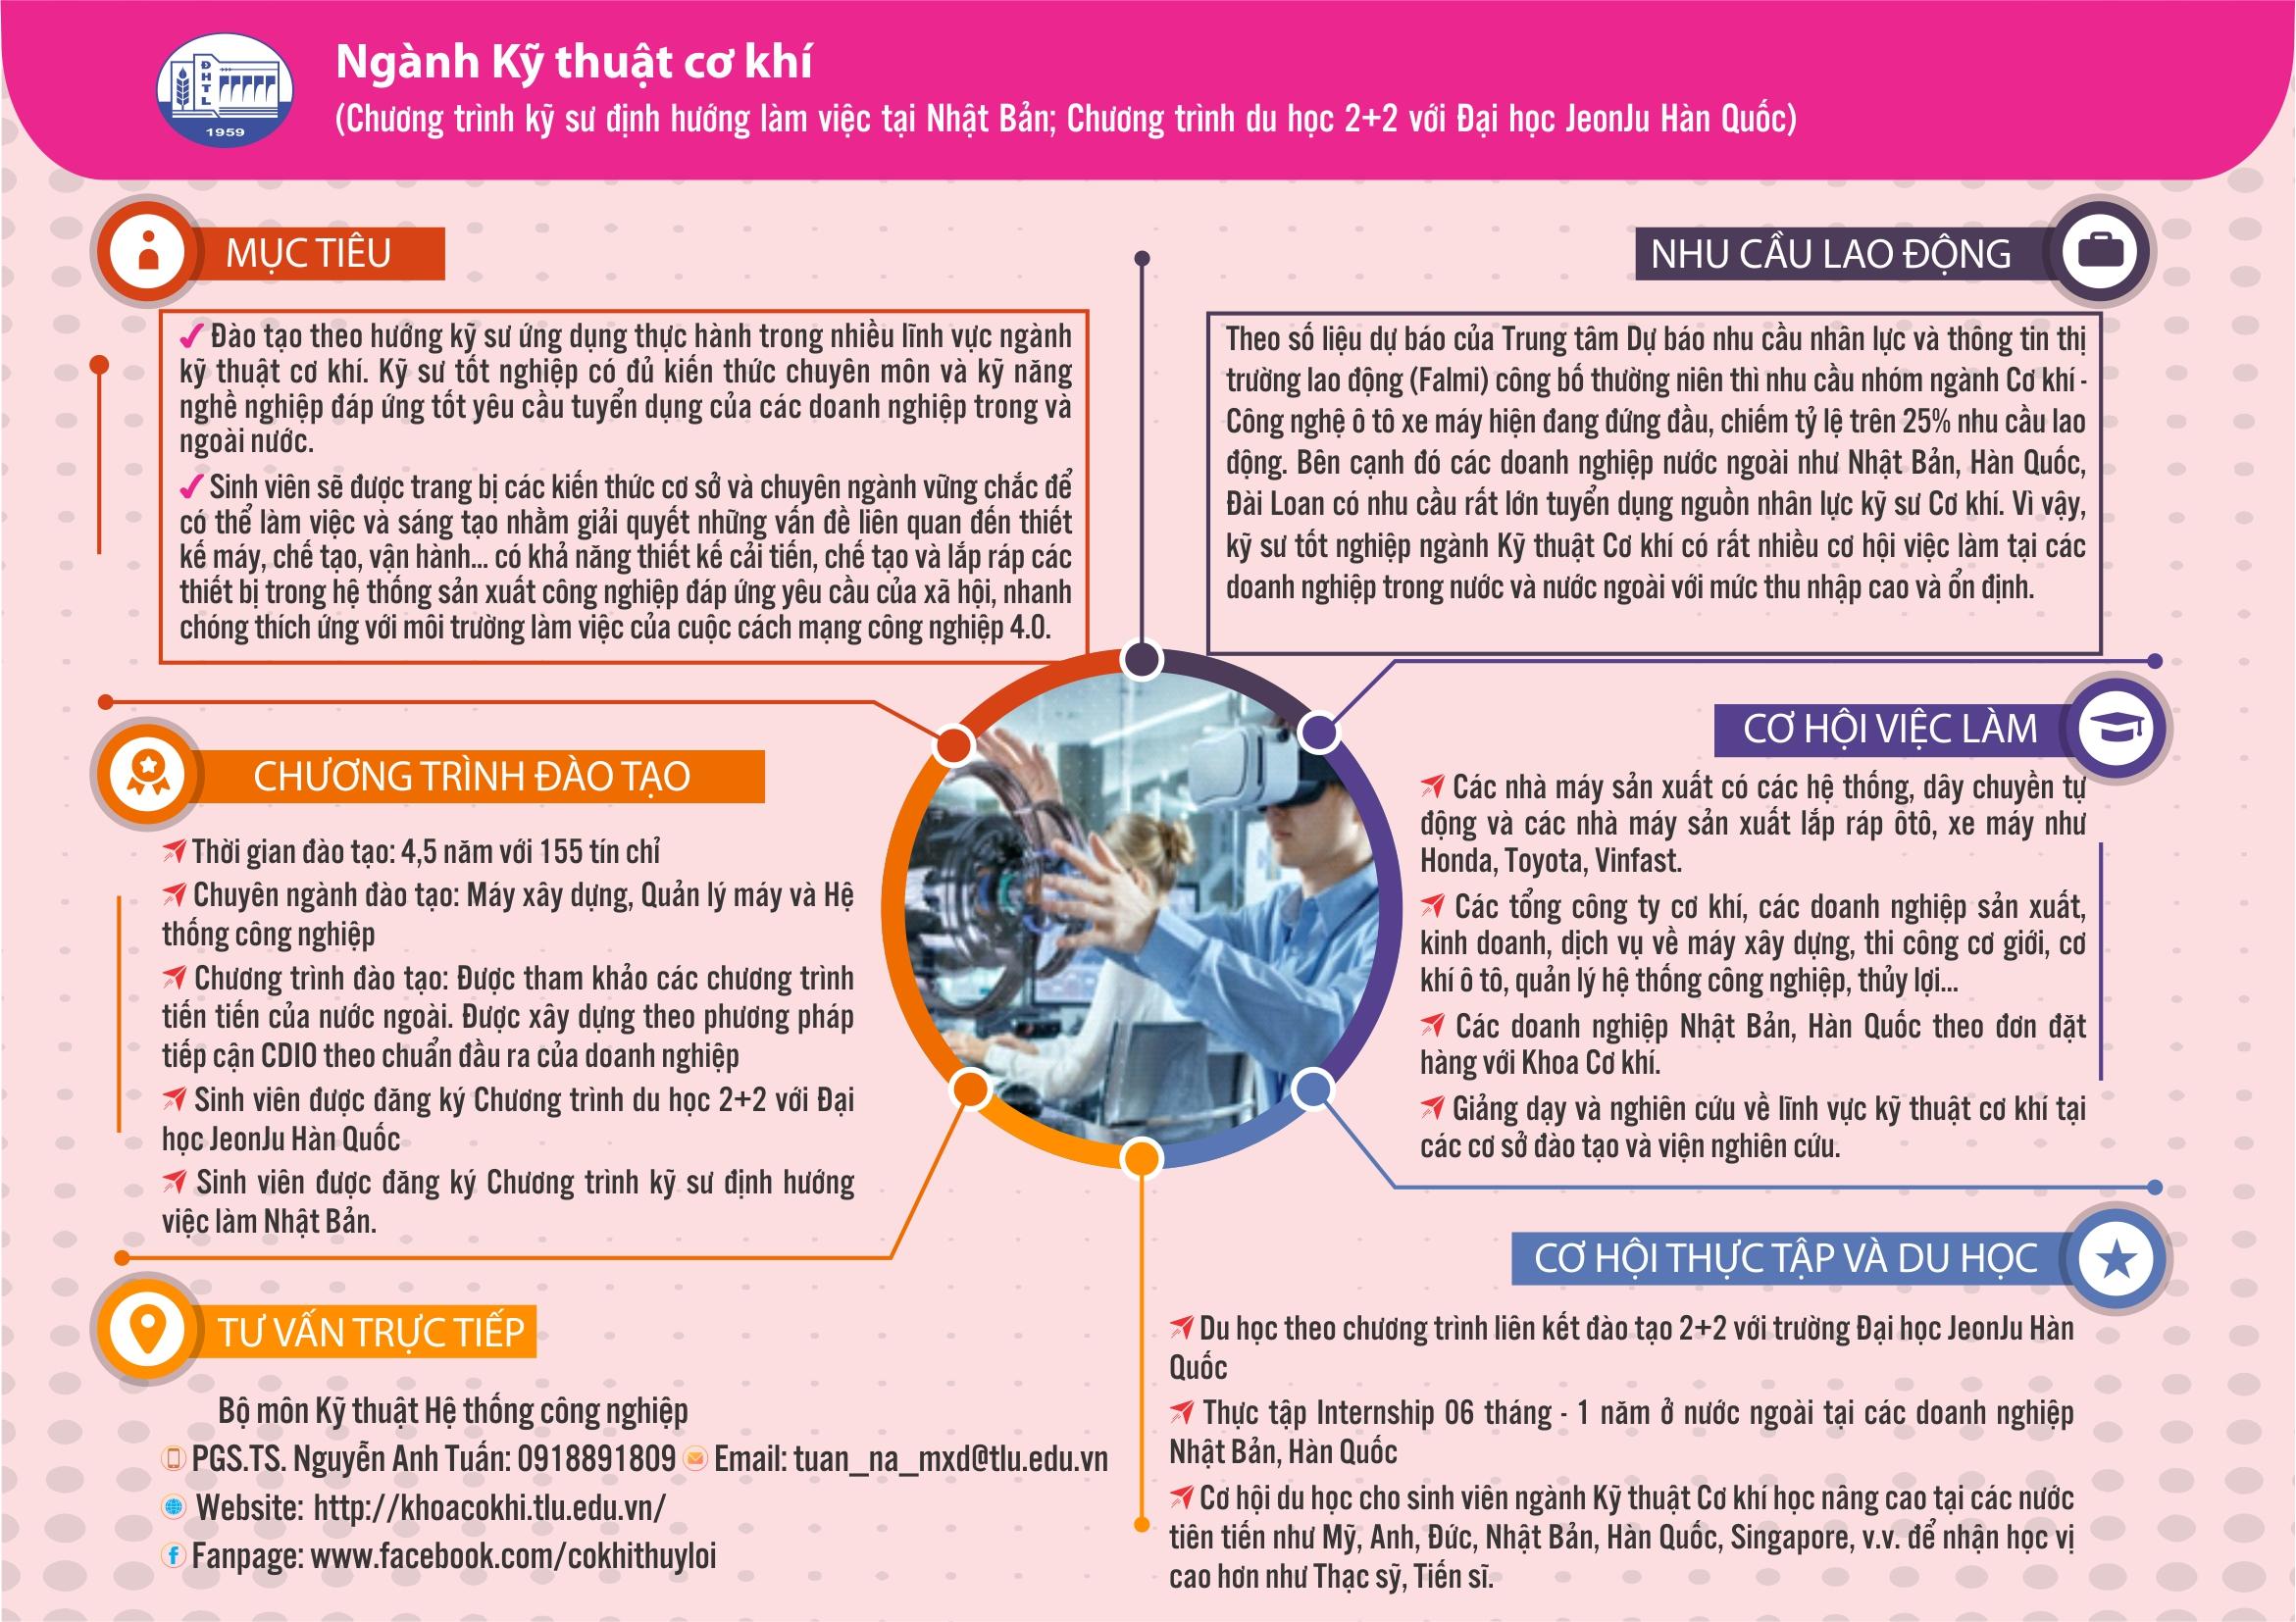 ĐHTL
1959
Ngành Kỹ thuật cơ khí
(Chương trình kỹ sư định hướng làm việc tại Nhật Bản; Chương trình du học 2+2 với Đại học JeonJu Hàn Quốc)
MỤC TIÊU
Đào tạo theo hướng kỹ sư ứng dụng thực hành trong nhiều lĩnh vực ngành
kỹ thuật cơ khí. Kỹ sư tốt nghiệp có đủ kiến thức chuyên môn và kỹ năng
nghề nghiệp đáp ứng tốt yêu cầu tuyển dụng của các doanh nghiệp trong và
ngoài nước.
Sinh viên sẽ được trang bị các kiến thức cơ sở và chuyên ngành vững chắc để
có thể làm việc và sáng tạo nhằm giải quyết những vấn đề liên quan đến thiết
kế máy, chế tạo, vận hành... có khả năng thiết kế cải tiến, chế tạo và lắp ráp các
thiết bị trong hệ thống sản xuất công nghiệp đáp ứng yêu cầu của xã hội, nhanh
chóng thích ứng với môi trường làm việc của cuộc cách mạng công nghiệp 4.0.
NHU CẦU LAO ĐỘNG
Theo số liệu dự báo của Trung tâm Dự báo nhu cầu nhân lực và thông tin thị
trường lao động (Falmi) công bố thường niên thì nhu cầu nhóm ngành Cơ khí -
Công nghệ ô tô xe máy hiện đang đứng đầu, chiếm tỷ lệ trên 25% nhu cầu lao
động. Bên cạnh đó các doanh nghiệp nước ngoài như Nhật Bản, Hàn Quốc,
Đài Loan có nhu cầu rất lớn tuyển dụng nguồn nhân lực kỹ sư Cơ khí. Vì vậy,
kỹ sư tốt nghiệp ngành Kỹ thuật Cơ khí có rất nhiều cơ hội việc làm tại các
doanh nghiệp trong nước và nước ngoài với mức thu nhập cao và ổn định.
CHƯƠNG TRÌNH ĐÀO TẠO
Thời gian đào tạo: 4,5 năm với 155 tín chỉ
Chuyên ngành đào tạo: Máy xây dựng, Quản lý máy và Hệ
thống công nghiệp
Chương trình đào tạo: Được tham khảo các chương trình
tiến tiến của nước ngoài. Được xây dựng theo phương pháp
tiếp cận CDIO theo chuẩn đầu ra của doanh nghiệp
Sinh viên được đăng ký Chương trình du học 2+2 với Đại
học JeonJu Hàn Quốc
Sinh viên được đăng ký Chương trình kỹ sư định hướng
việc làm Nhật Bản.
CƠ HỘI VIỆC LÀM
Các nhà máy sản xuất có các hệ thống, dây chuyền tự
động và các nhà máy sản xuất lắp ráp ôtô, xe máy như
Honda, Toyota, Vinfast.
Các tổng công ty cơ khí, các doanh nghiệp sản xuất,
kinh doanh, dịch vụ về máy xây dựng, thi công cơ giới, cơ
khí ô tô, quản lý hệ thống công nghiệp, thủy lợi...
Các doanh nghiệp Nhật Bản, Hàn Quốc theo đơn đặt
hàng với Khoa Cơ khí.
Giảng dạy và nghiên cứu về lĩnh vực kỹ thuật cơ khí tại
các cơ sở đào tạo và viện nghiên cứu.
TƯ VẤN TRỰC TIẾP
Bộ môn Kỹ thuật Hệ thống công nghiệp
PGS.TS. Nguyễn Anh Tuấn: 0918891809 Email: tuan_na_mxd@tlu.edu.vn
Website: http://khoacokhi.tlu.edu.vn/
Fanpage: www.facebook.com/cokhithuyloi
CƠ HỘI THỰC TẬP VÀ DU HỌC
Du học theo chương trình liên kết đào tạo 2+2 với trường Đại học JeonJu Hàn
Quốc
Thực tập Internship 06 tháng - 1 năm ở nước ngoài tại các doanh nghiệp
Nhật Bản, Hàn Quốc
Cơ hội du học cho sinh viên ngành Kỹ thuật Cơ khí học nâng cao tại các nước
tiên tiến như Mỹ, Anh, Đức, Nhật Bản, Hàn Quốc, Singapore, v.v. để nhận học vị
cao hơn như Thạc sỹ, Tiến sĩ.